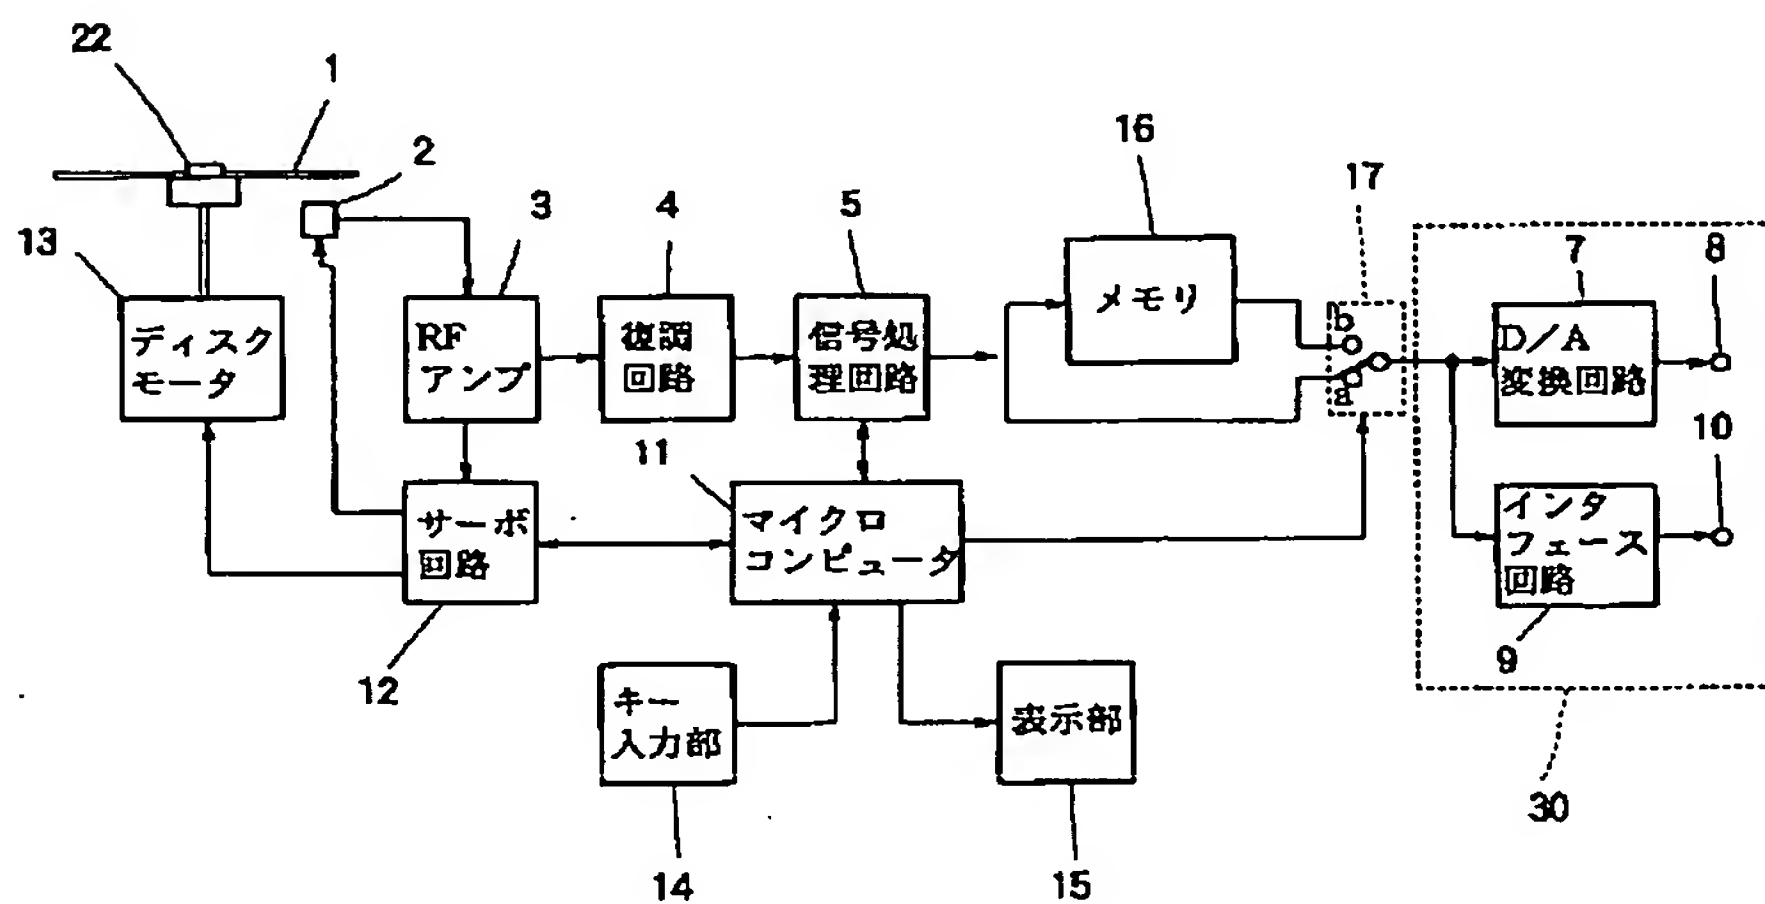 22
1
2
3
4
5
16
17
7
8
13
ディスク
モータ
RF
アンプ
復調
回路
信号処
理回路
メモリ
b
a
D/A
変換回路
10
11
サーボ
回路
マイクロ
コンピュータ
インタ
フェース
回路
12
9
キー
入力部
表示部
30
14
15